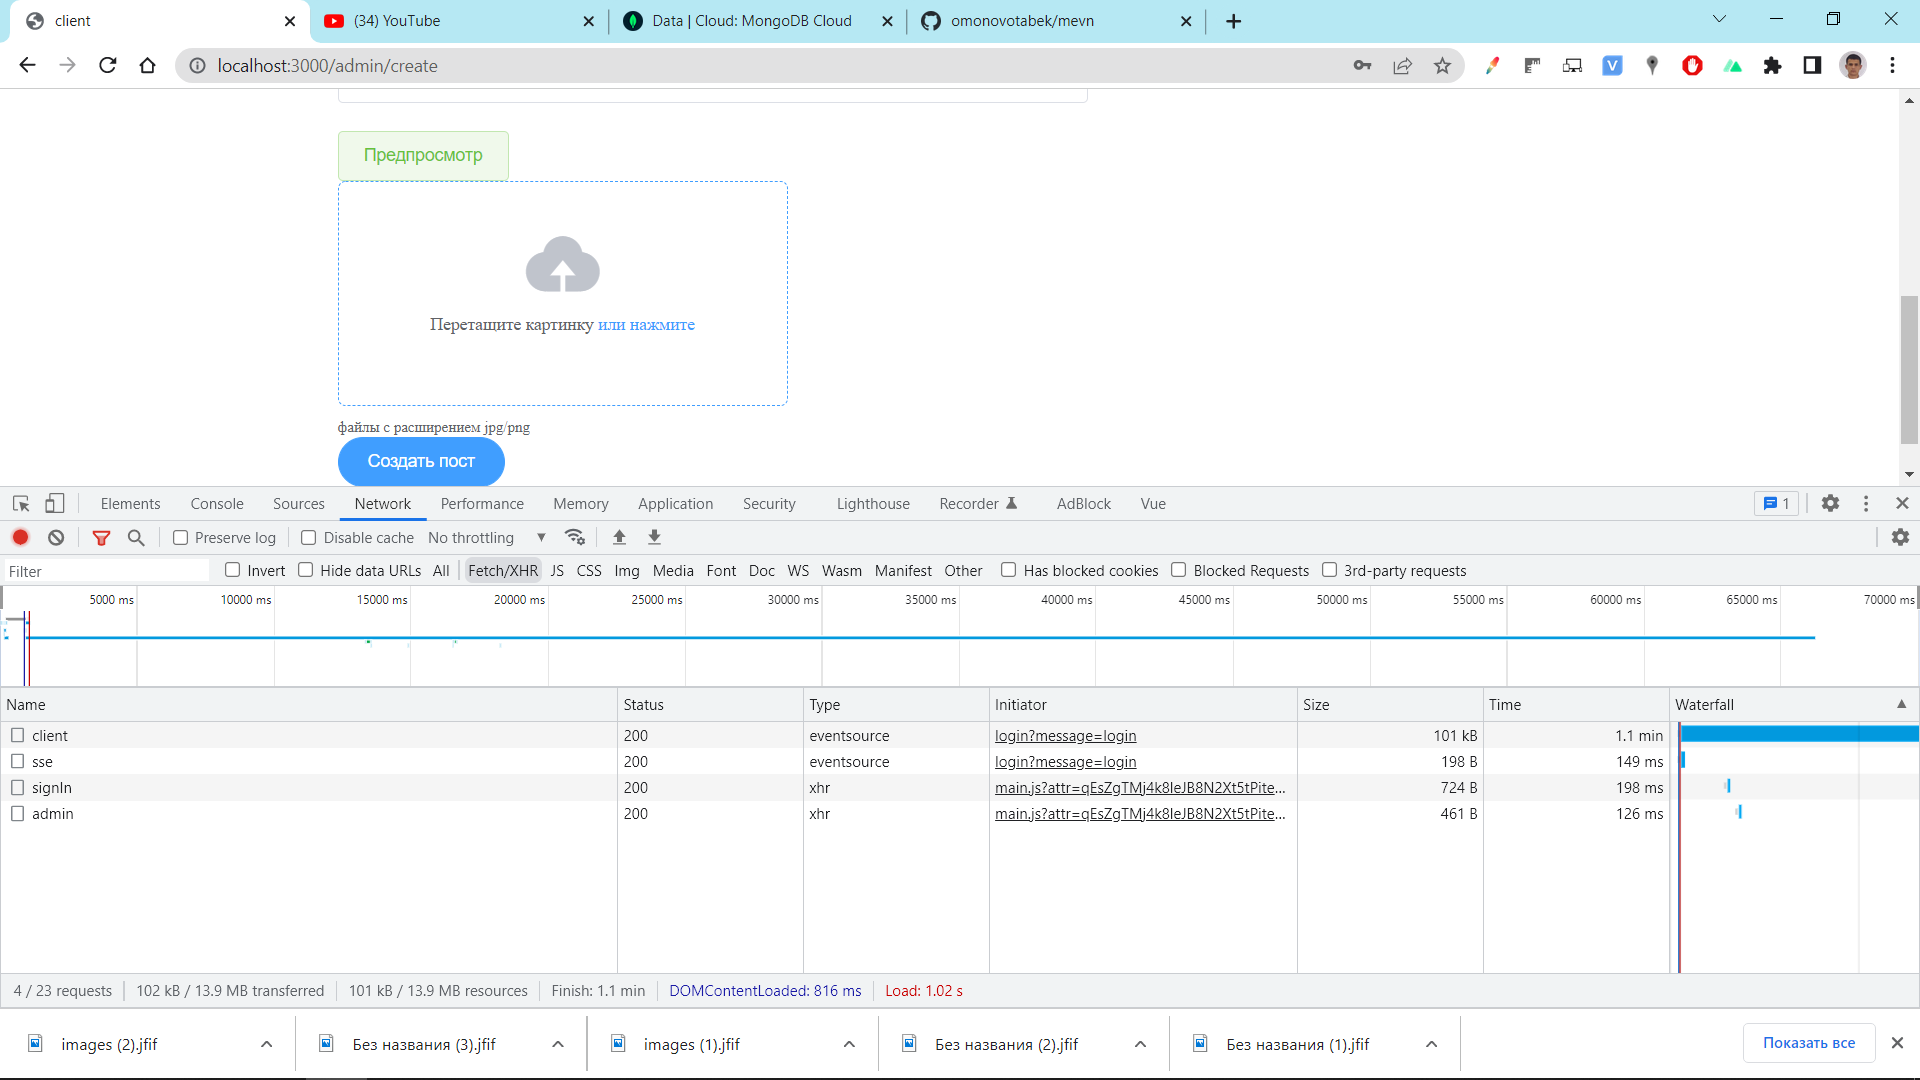 client
(34) YouTube
Data | Cloud: MongoDB Cloud
omonovotabek/mevn
localhost:3000/admin/create
Предпросмотр
Перетащите картинку или нажмите
файлы с расширением jpg/png
Создать пост
Elements Console Sources Network Performance Memory Application Security Lighthouse Recorder AdBlock Vue 1
Preserve log Disable cache No throttling
Filter Invert Hide data URLs All Fetch/XHR JS CSS Img Media Font Doc WS Wasm Manifest Other Has blocked cookies Blocked Requests 3rd-party requests
5000 ms 10000 ms 15000 ms 20000 ms 25000 ms 30000 ms 35000 ms 40000 ms 45000 ms 50000 ms 55000 ms 60000 ms 65000 ms 70000 ms
Name Status Type Initiator Size Time Waterfall
client 200 eventsource login?message=login 101 kB 1.1 min
sse 200 eventsource login?message=login 198 B 149 ms
signIn 200 xhr main.js?attr=qEsZgTMj4k8leJB8N2Xt5tPite... 724 B 198 ms
admin 200 xhr main.js?attr=qEsZgTMj4k8leJB8N2Xt5tPite... 461 B 126 ms
4 / 23 requests 102 kB / 13.9 MB transferred 101 kB / 13.9 MB resources Finish: 1.1 min DOMContentLoaded: 816 ms Load: 1.02 s
images (2).jfif Без названия (3).jfif images (1).jfif Без названия (2).jfif Без названия (1).jfif Показать все